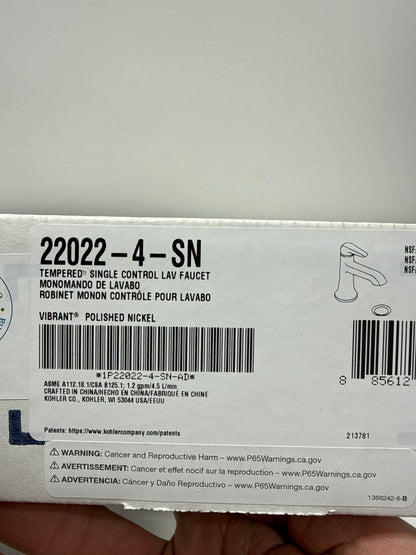 22022-4-SN
TEMPERED™ SINGLE CONTROL LAV FAUCET
MONOMANDO DE LAVABO
ROBINET MONON CONTRÔLE POUR LAVABO
VIBRANT® POLISHED NICKEL
*1P22022-4-SN-AD*
ASME A112.18.1/CSA B125.1; 1.2 gpm/4.5 L/min
CRAFTED IN CHINA/HECHO EN CHINA/FABRIQUÉ EN CHINE
KOHLER CO., KOHLER, WI 53044 USA/EEUU
Patents: https://www.kohlercompany.com/patents
NSF/
NSF/
NSF/
8 85612
213781
⚠ WARNING: Cancer and Reproductive Harm – www.P65Warnings.ca.gov
⚠ AVERTISSEMENT: Cancer et effet nocif sur la reproduction – www.P65Warnings.ca.gov
⚠ ADVERTENCIA: Cáncer y Daño Reproductivo – www.P65Warnings.ca.gov
1366242-6-B